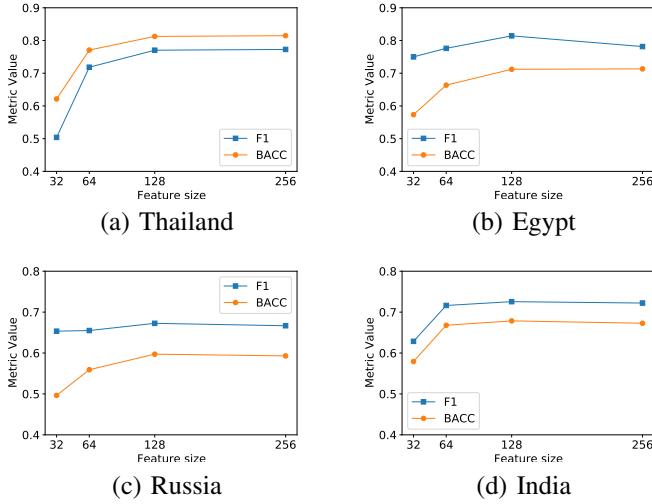 0.9
0.8
0.7
0.6
0.5
0.4
Metric Value
F1
BACC
32 64 128 256
Feature size
(a) Thailand
0.9
0.8
0.7
0.6
0.5
0.4
Metric Value
F1
BACC
32 64 128 256
Feature size
(b) Egypt
0.8
0.7
0.6
0.5
0.4
Metric Value
F1
BACC
32 64 128 256
Feature size
(c) Russia
0.8
0.7
0.6
0.5
0.4
Metric Value
F1
BACC
32 64 128 256
Feature size
(d) India